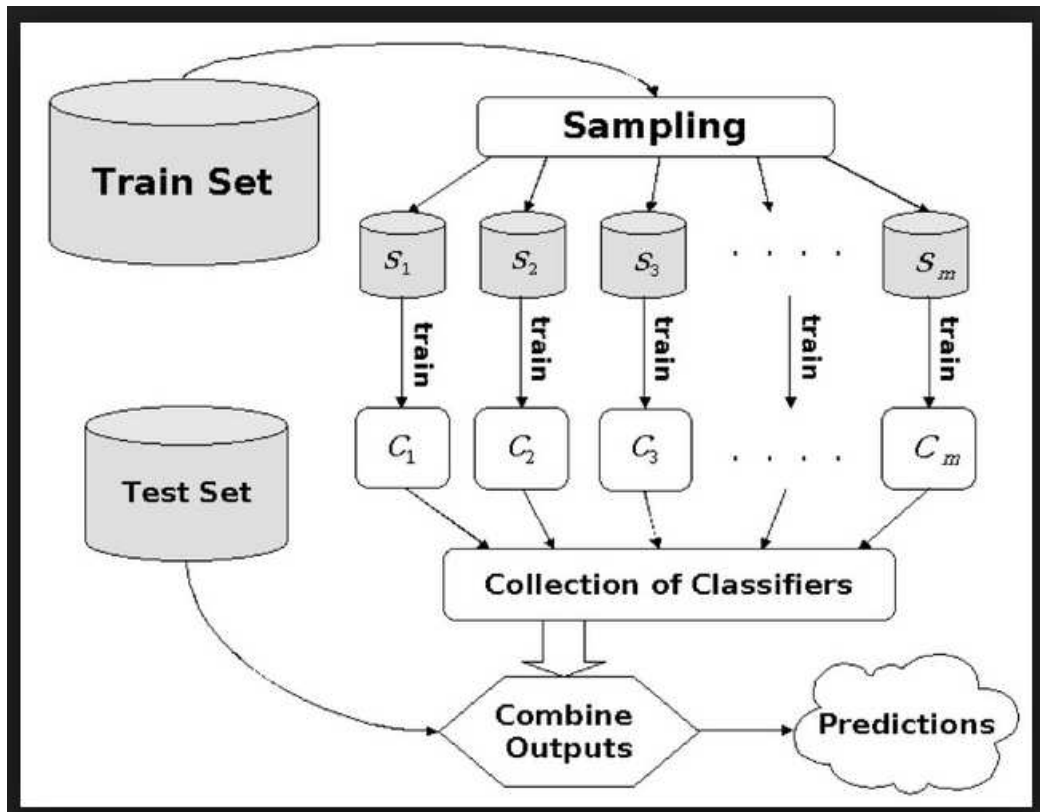 Sampling
Train Set
S1 S2 S3 . . . . Sm
train train train train train
C1 C2 C3 . . . . Cm
Test Set
Collection of Classifiers
Combine
Outputs
Predictions